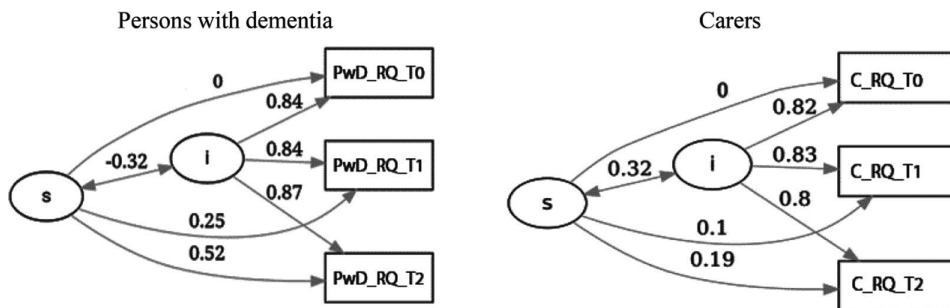 Persons with dementia
Carers
0
PwD_RQ_T0
0.84
-0.32
i
0.84
PwD_RQ_T1
s
0.87
0.25
0.52
PwD_RQ_T2
0
C_RQ_T0
0.82
0.32
i
0.83
C_RQ_T1
s
0.8
0.1
0.19
C_RQ_T2